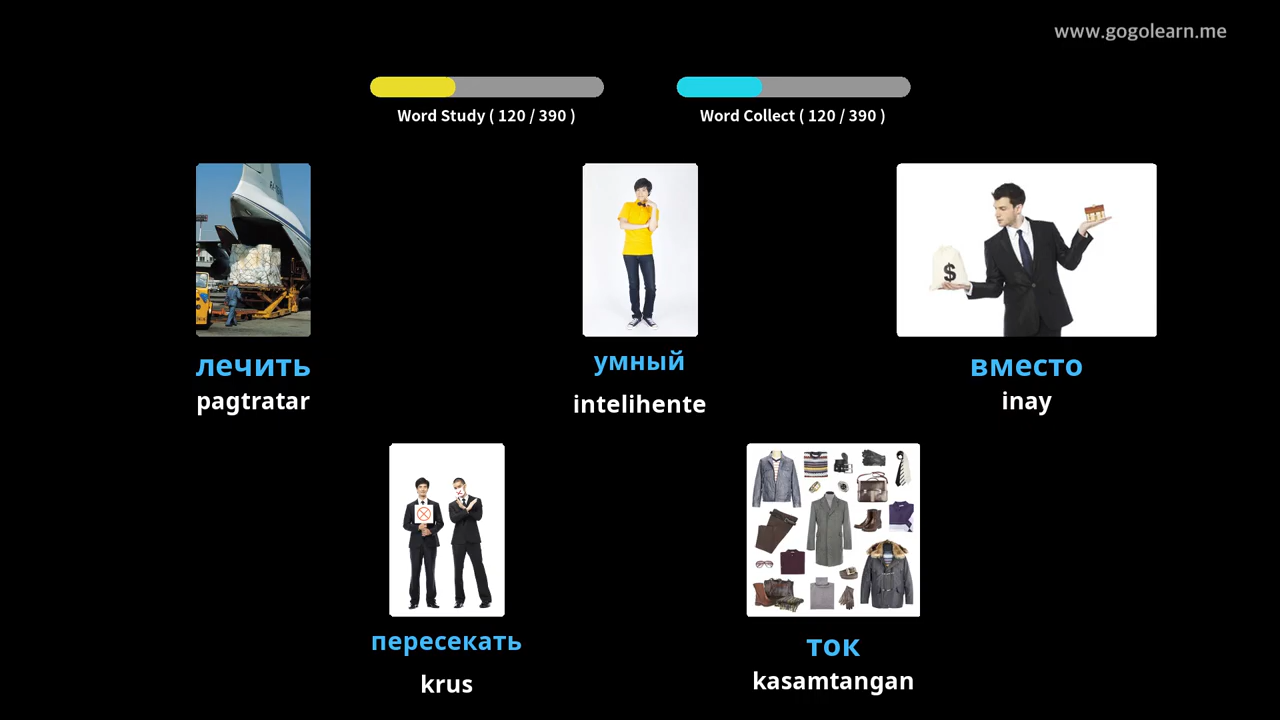 www.gogolearn.me
Word Study ( 120 / 390 )
Word Collect ( 120 / 390 )
лечить
pagtratar
умный
intelihente
вместо
inay
$
пересекать
krus
ток
kasamtangan